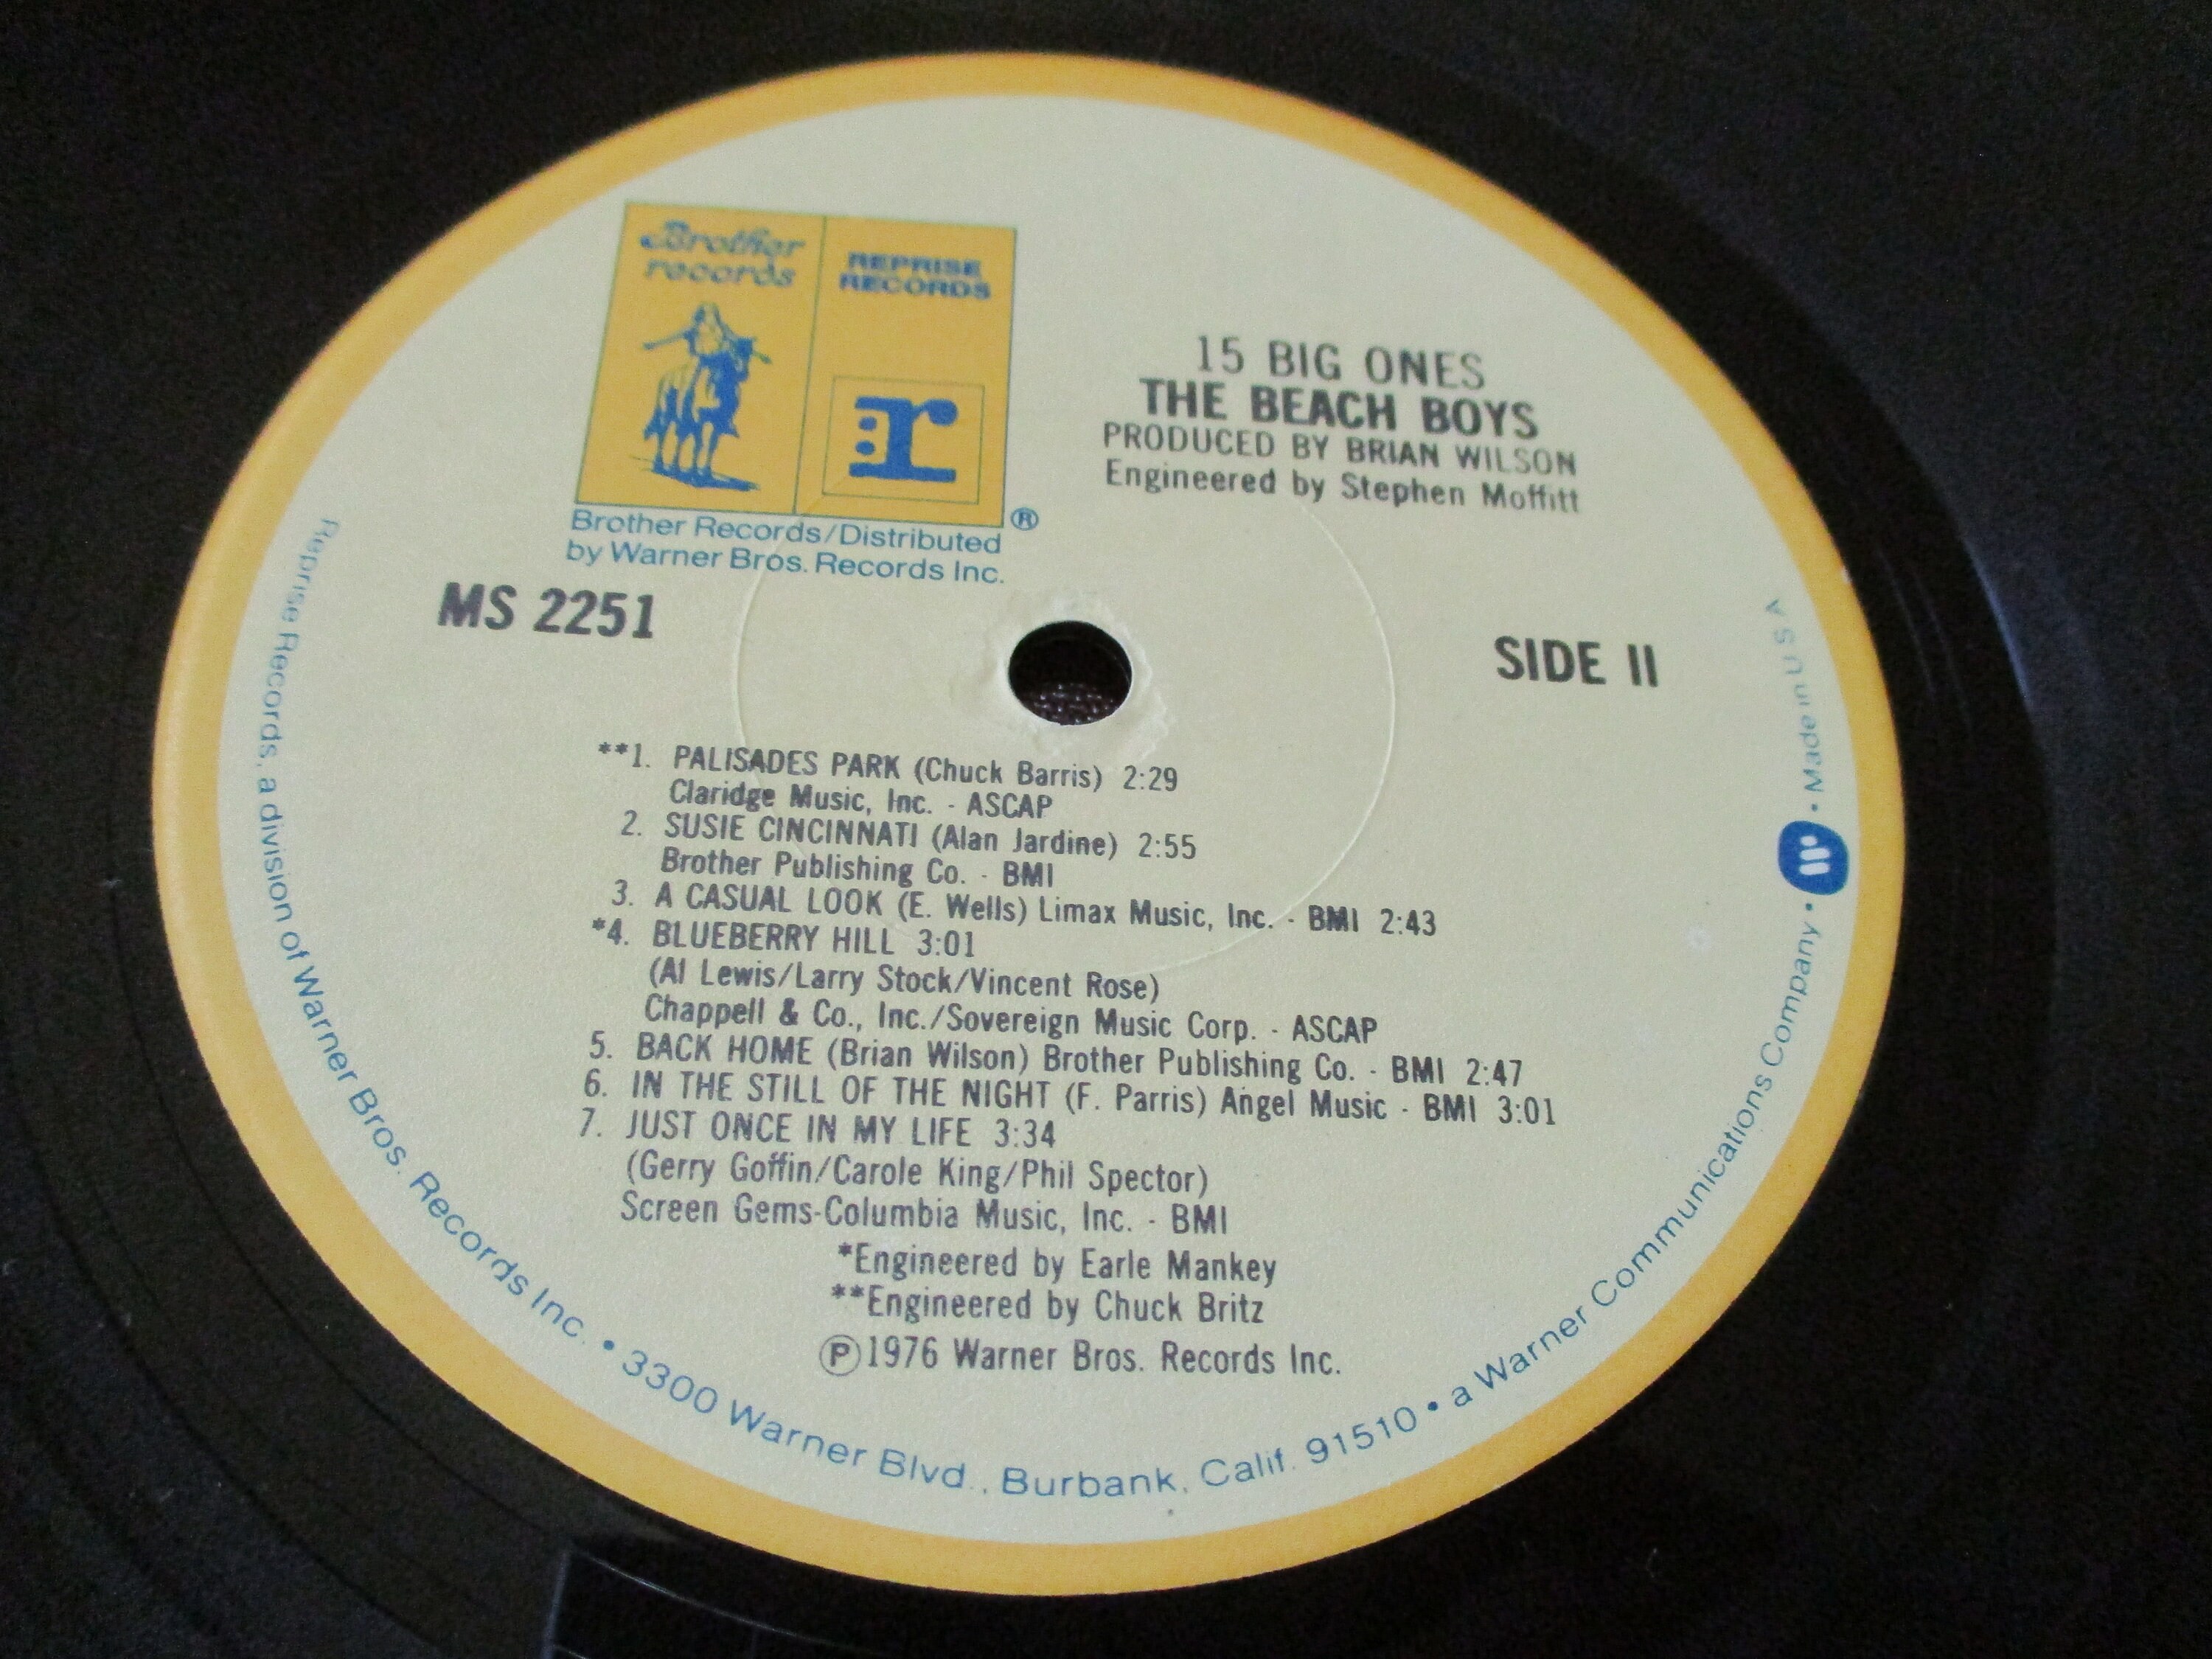 Brother
records
REPRISE
RECORDS
r
®
Brother Records/Distributed
by Warner Bros. Records Inc.
15 BIG ONES
THE BEACH BOYS
PRODUCED BY BRIAN WILSON
Engineered by Stephen Moffitt
MS 2251
SIDE II
**1. PALISADES PARK (Chuck Barris) 2:29
Claridge Music, Inc. - ASCAP
2. SUSIE CINCINNATI (Alan Jardine) 2:55
Brother Publishing Co. - BMI
3. A CASUAL LOOK (E. Wells) Limax Music, Inc. - BMI 2:43
*4. BLUEBERRY HILL 3:01
(Al Lewis/Larry Stock/Vincent Rose)
Chappell & Co., Inc./Sovereign Music Corp. - ASCAP
5. BACK HOME (Brian Wilson) Brother Publishing Co. - BMI 2:47
6. IN THE STILL OF THE NIGHT (F. Parris) Angel Music - BMI 3:01
7. JUST ONCE IN MY LIFE 3:34
(Gerry Goffin/Carole King/Phil Spector)
Screen Gems-Columbia Music, Inc. - BMI
*Engineered by Earle Mankey
**Engineered by Chuck Britz
Ⓟ1976 Warner Bros. Records Inc.
Reprise Records, a division of Warner Bros. Records Inc. • 3300 Warner Blvd., Burbank, Calif. 91510 • a Warner Communications Company • W • Made in U S A